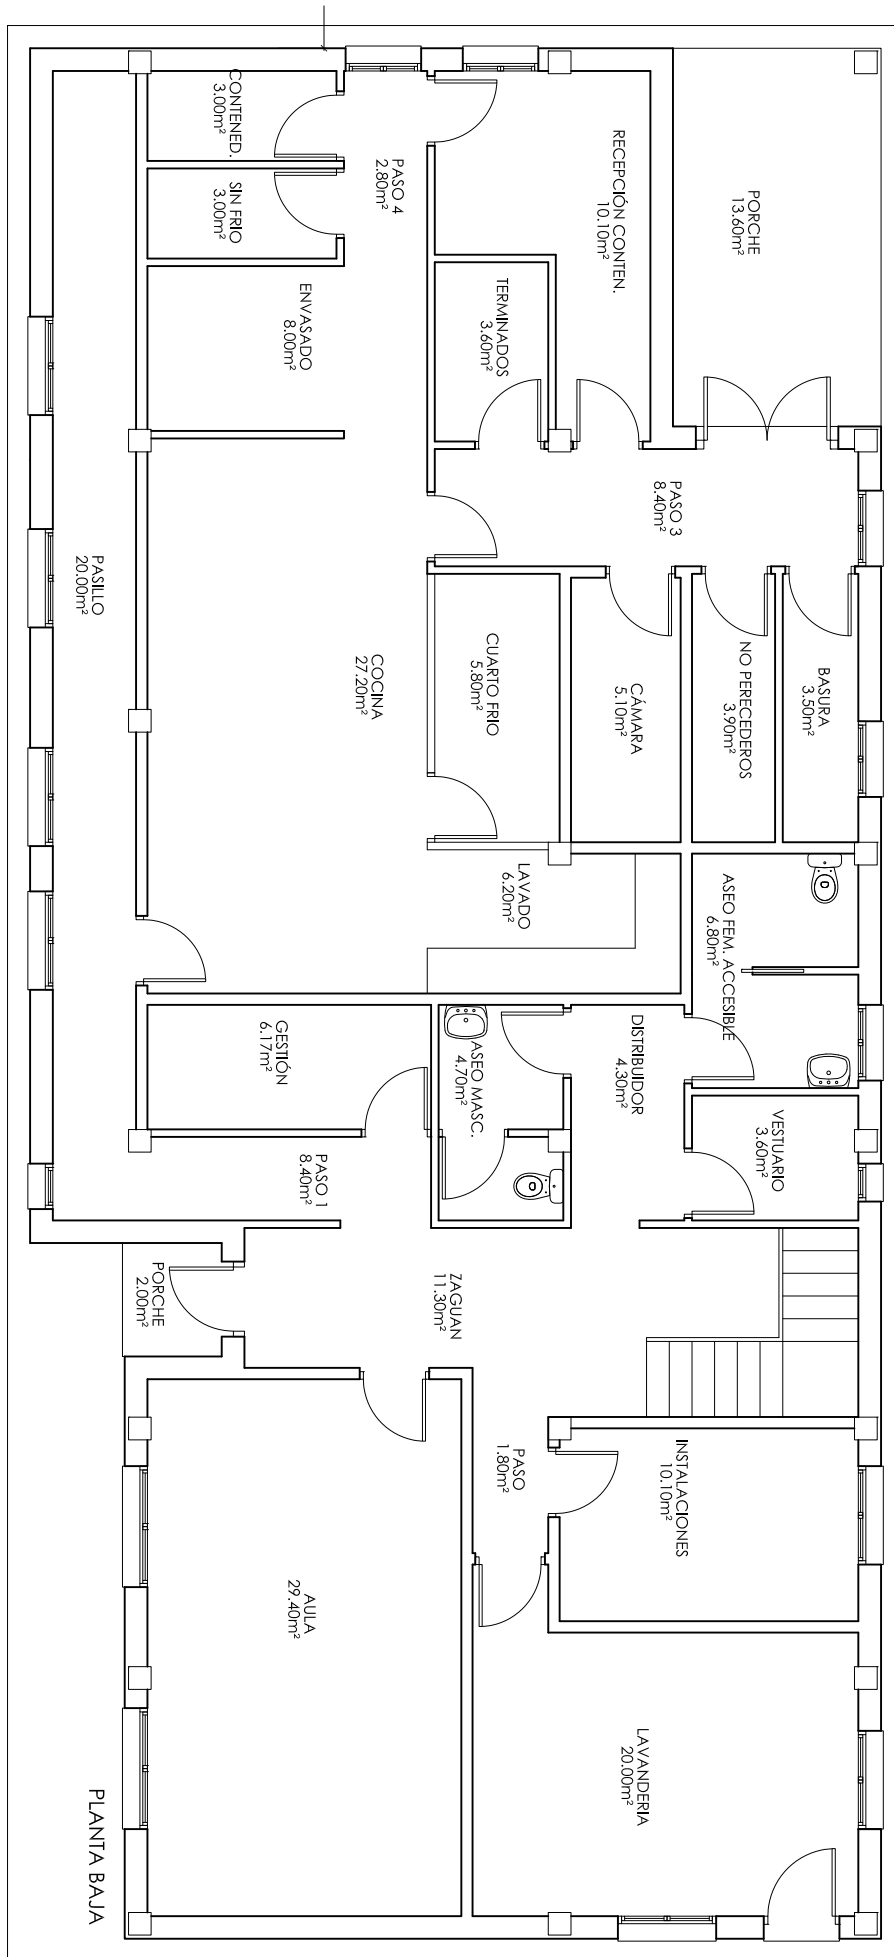 CONTENED.
3.00m²
SIN FRIO
3.00m²
PASO 4
2.80m²
ENVASADO
8.00m²
RECEPCIÓN CONTEN.
10.10m²
TERMINADOS
3.60m²
PORCHE
13.60m²
PASO 3
8.40m²
PASILLO
20.00m²
COCINA
27.20m²
CUARTO FRIO
5.80m²
CÁMARA
5.10m²
NO PERECEDEROS
3.90m²
BASURA
3.50m²
LAVADO
6.20m²
ASEO FEM. ACCESIBLE
6.80m²
GESTIÓN
6.17m²
ASEO MASC.
4.70m²
DISTRIBUIDOR
4.30m²
VESTUARIO
3.60m²
PASO 1
8.40m²
PORCHE
2.00m²
ZAGUAN
11.30m²
PASO
1.80m²
INSTALACIONES
10.10m²
AULA
29.40m²
LAVANDERIA
20.00m²
PLANTA BAJA